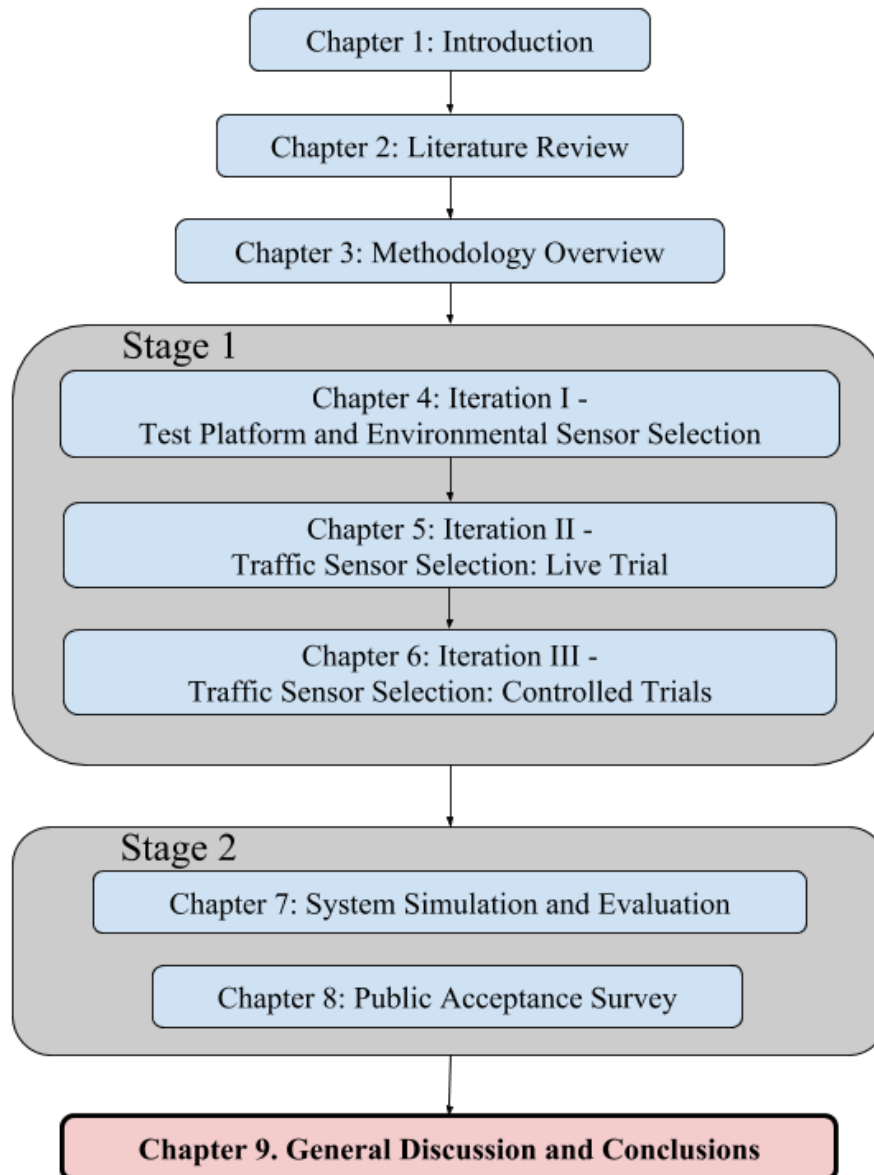 Chapter 1: Introduction
Chapter 2: Literature Review
Chapter 3: Methodology Overview
Stage 1
Chapter 4: Iteration I -
Test Platform and Environmental Sensor Selection
Chapter 5: Iteration II -
Traffic Sensor Selection: Live Trial
Chapter 6: Iteration III -
Traffic Sensor Selection: Controlled Trials
Stage 2
Chapter 7: System Simulation and Evaluation
Chapter 8: Public Acceptance Survey
Chapter 9. General Discussion and Conclusions